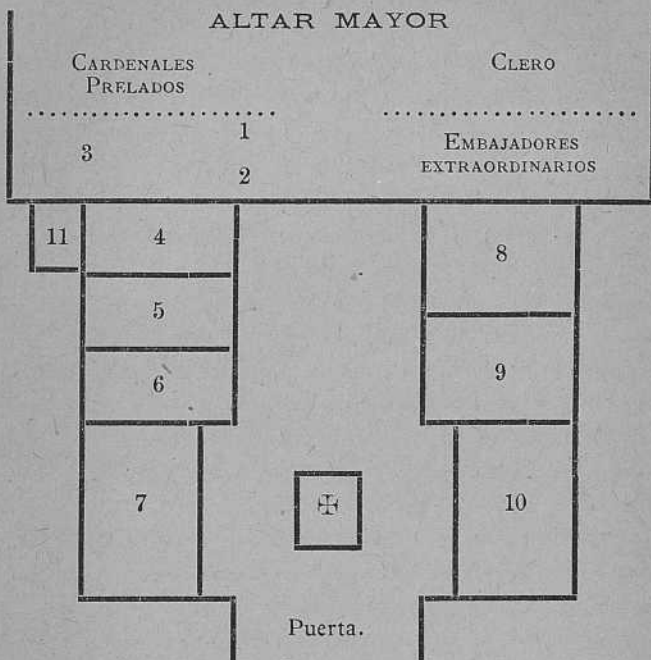 ALTAR MAYOR
CARDENALES
PRELADOS
CLERO
1
3
2
EMBAJADORES
EXTRAORDINARIOS
11
4
8
5
6
9
7
✠
10
Puerta.